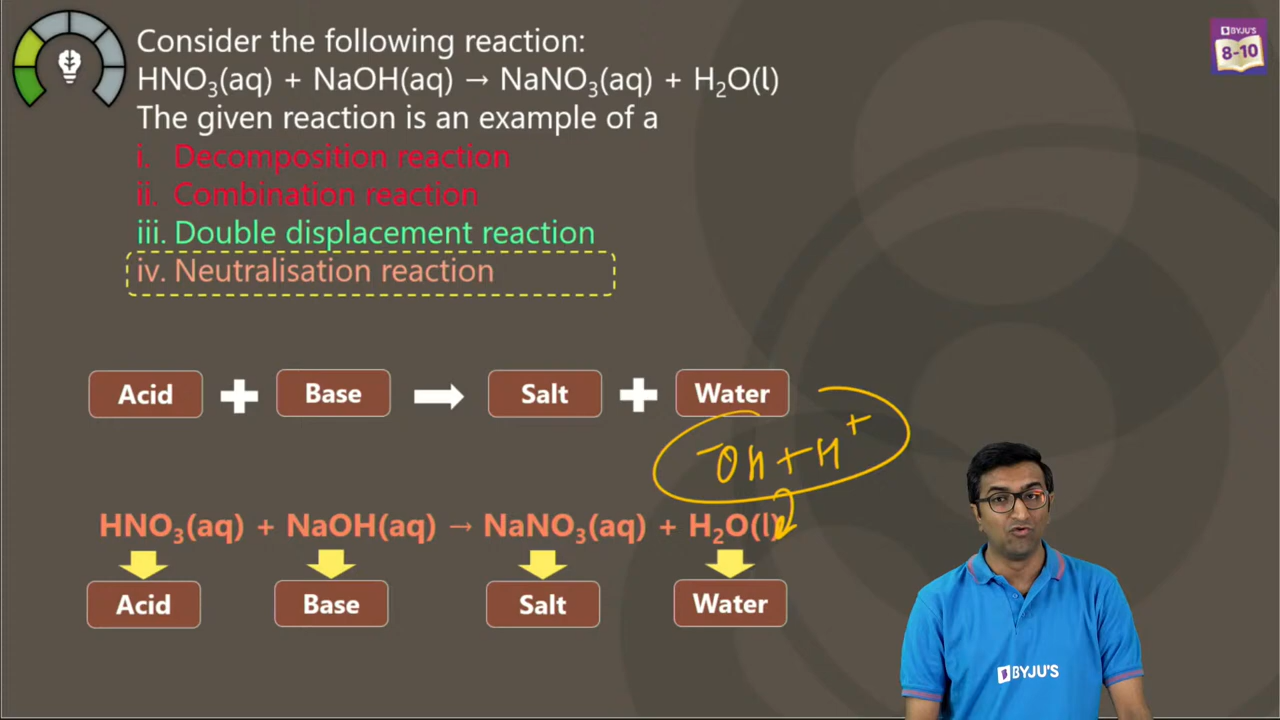 Consider the following reaction:
HNO₃(aq) + NaOH(aq) → NaNO₃(aq) + H₂O(l)
The given reaction is an example of a
i. Decomposition reaction
ii. Combination reaction
iii. Double displacement reaction
iv. Neutralisation reaction
BYJU'S
8-10
Acid + Base → Salt + Water
⁻OH + H⁺
HNO₃(aq) + NaOH(aq) → NaNO₃(aq) + H₂O(l)
Acid Base Salt Water
BYJU'S